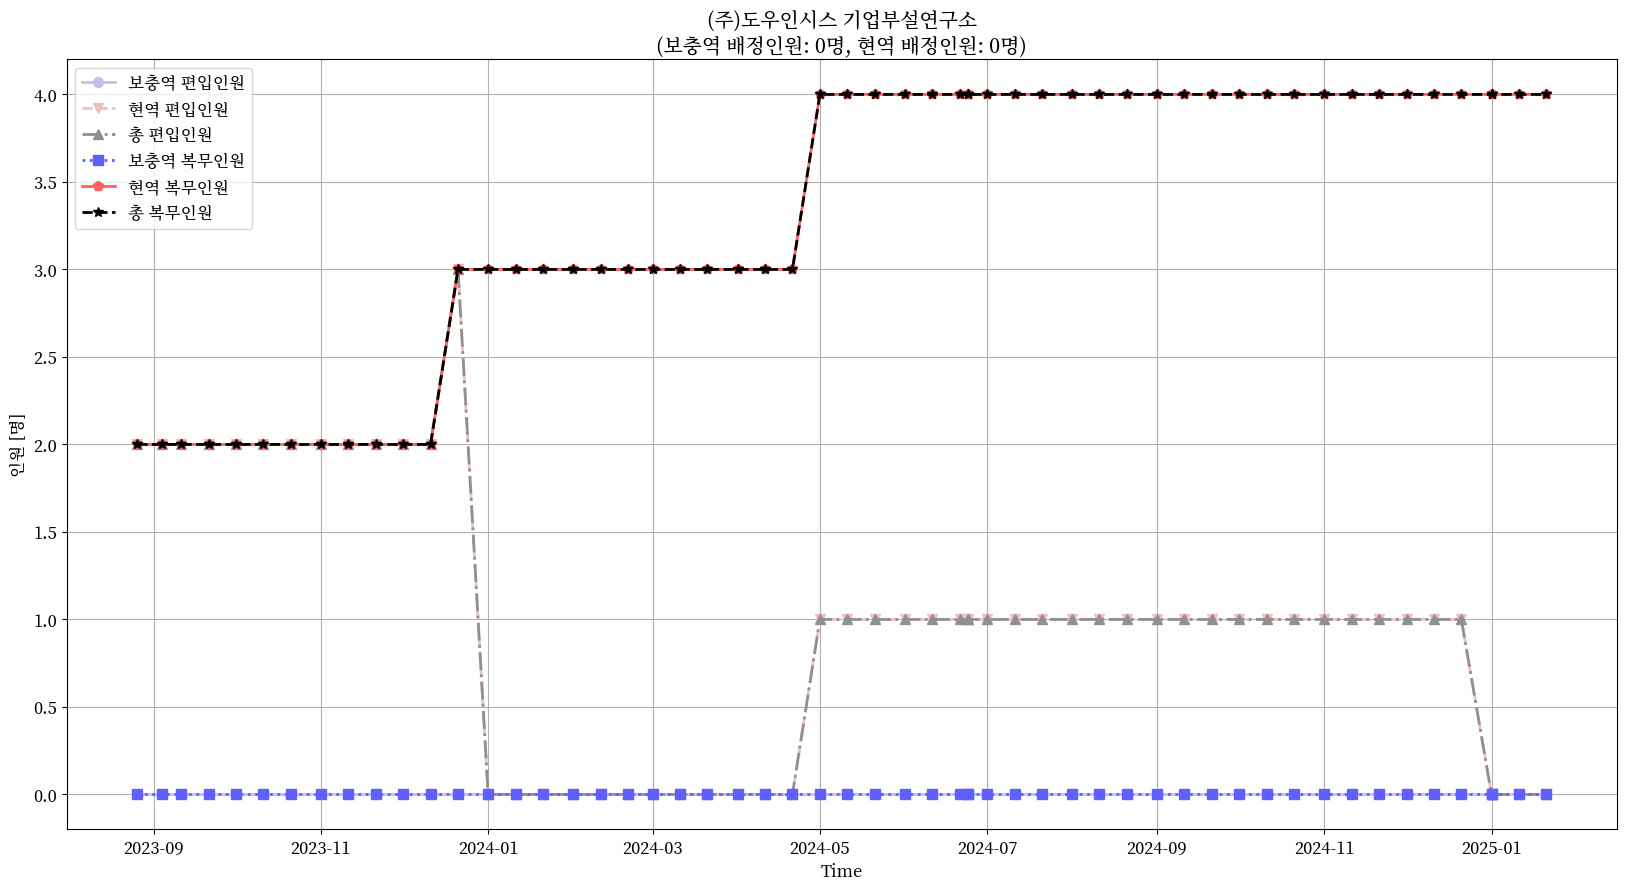 (주)도우인시스 기업부설연구소
(보충역 배정인원: 0명, 현역 배정인원: 0명)
보충역 편입인원
현역 편입인원
총 편입인원
보충역 복무인원
현역 복무인원
총 복무인원
4.0
3.5
3.0
2.5
2.0
1.5
1.0
0.5
0.0
인원 [명]
2023-09
2023-11
2024-01
2024-03
2024-05
2024-07
2024-09
2024-11
2025-01
Time